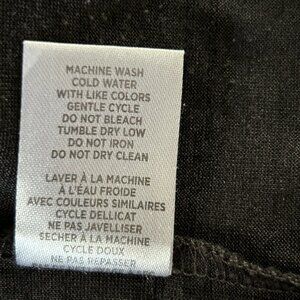 MACHINE WASH
COLD WATER
WITH LIKE COLORS
GENTLE CYCLE
DO NOT BLEACH
TUMBLE DRY LOW
DO NOT IRON
DO NOT DRY CLEAN
LAVER À LA MACHINE
À L'ÉAU FROIDE
AVEC COULEURS SIMILAIRES
CYCLE DELLICAT
NE PAS JAVELLISER
SECHER À LA MACHINE
CYCLE DOUX
NE PAS REPASSER